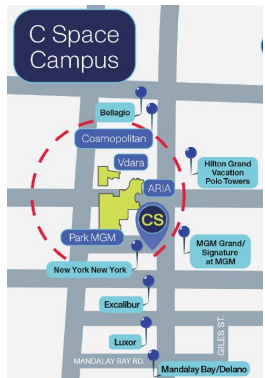 C Space
Campus
Bellagio
Cosmopolitan
Vdara
Hilton Grand
Vacation
Polo Towers
ARIA
CS
Park MGM
MGM Grand/
Signature
at MGM
New York New York
Excalibur
Luxor
GILES ST.
MANDALAY BAY RD.
Mandalay Bay/Delano